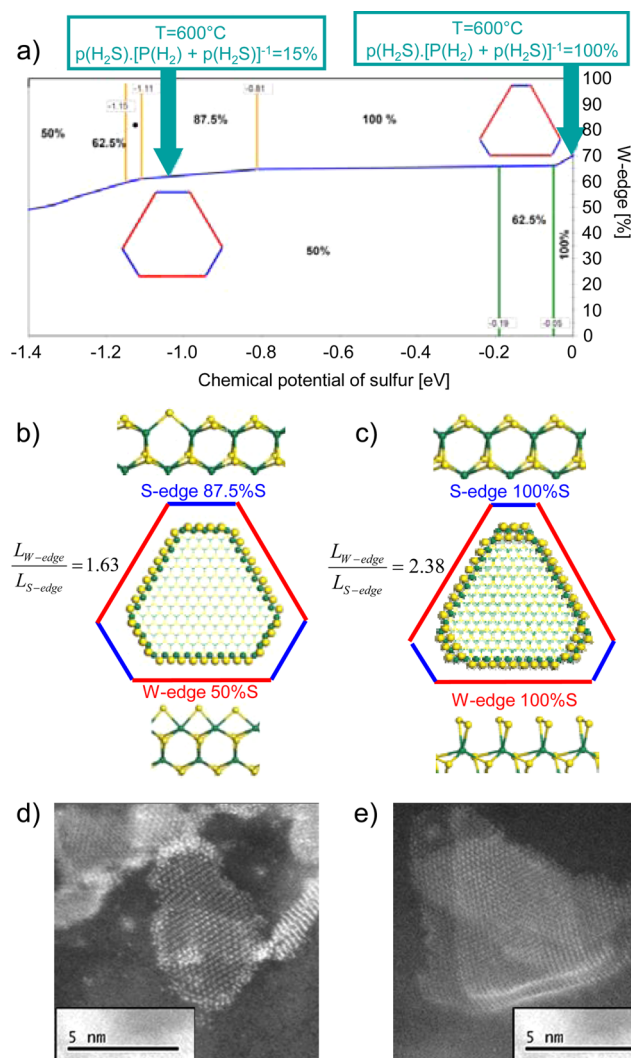 a)
T=600°C
p(H2S).[P(H2) + p(H2S)]-1=15%
T=600°C
p(H2S).[P(H2) + p(H2S)]-1=100%
-1.15
-1.11
-0.81
50%
62.5%
87.5%
100 %
50%
62.5%
100%
-0.19
-0.05
100
90
80
70
60
50
40
30
20
10
0
W-edge [%]
-1.4
-1.2
-1.0
-0.8
-0.6
-0.4
-0.2
0
Chemical potential of sulfur [eV]
b)
S-edge 87.5%S
LW-edge
LS-edge
=1.63
W-edge 50%S
c)
S-edge 100%S
LW-edge
LS-edge
=2.38
W-edge 100%S
d)
5 nm
e)
5 nm